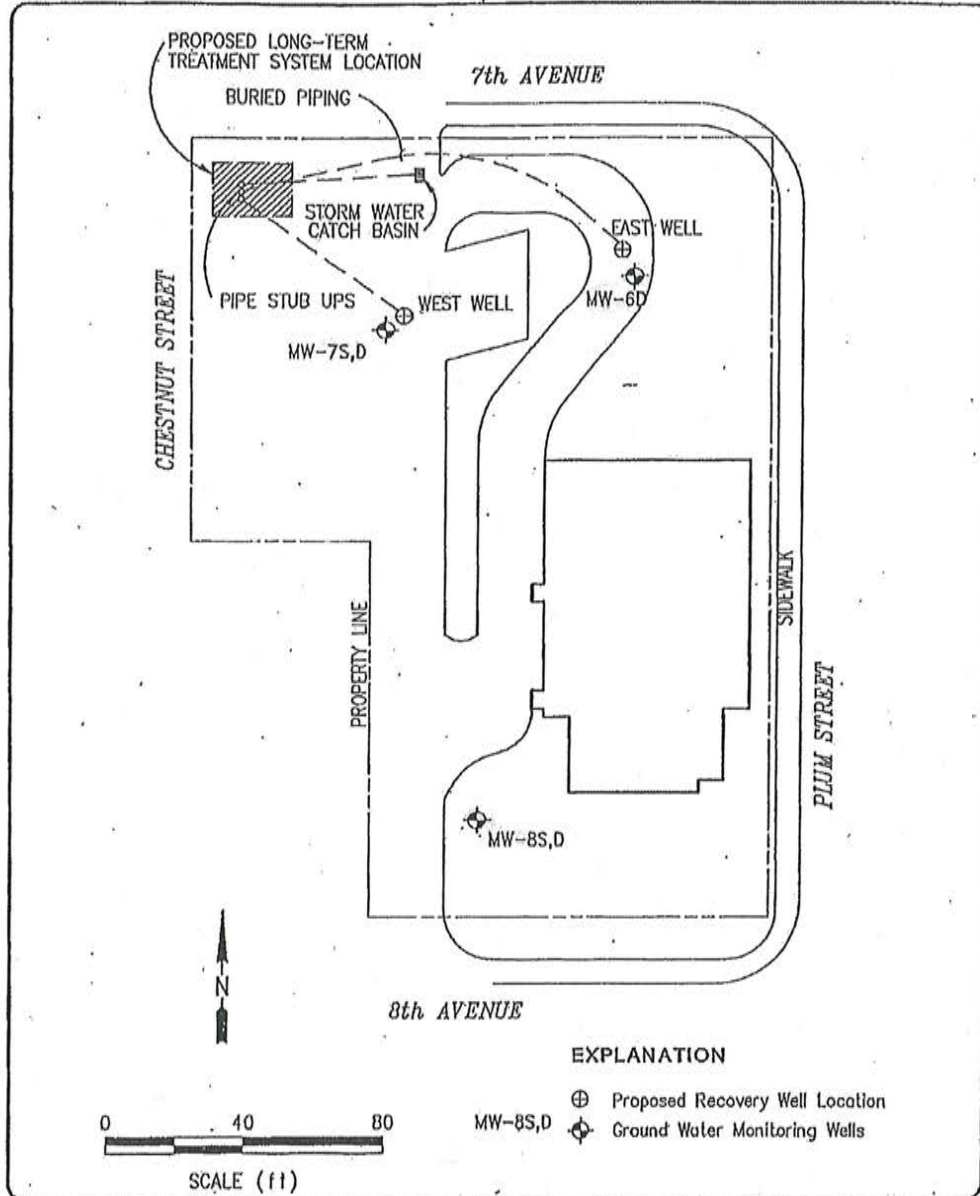 PROPOSED LONG-TERM
TREATMENT SYSTEM LOCATION
7th AVENUE
BURIED PIPING
STORM WATER
CATCH BASIN
EAST WELL
PIPE STUB UPS
WEST WELL
MW-6D
MW-7S,D
CHESTNUT STREET
PROPERTY LINE
SIDEWALK
PLUM STREET
MW-8S,D
N
8th AVENUE
EXPLANATION
Proposed Recovery Well Location
MW-8S,D Ground Water Monitoring Wells
0 40 80
SCALE (ft)